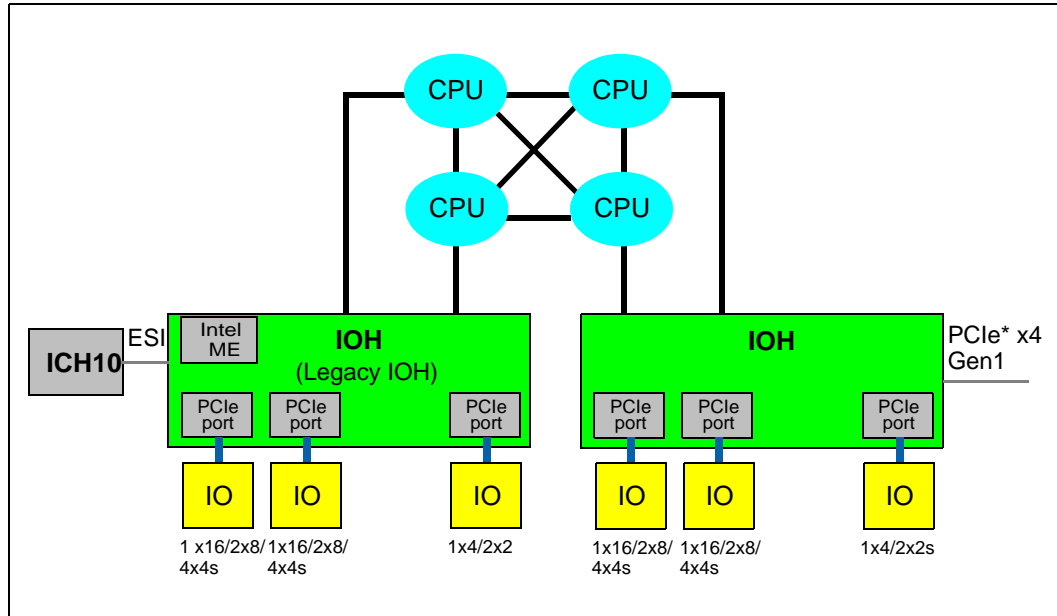 CPU
CPU
CPU
CPU
ESI
Intel
ME
IOH
(Legacy IOH)
ICH10
IOH
PCIe* x4
Gen1
PCIe
port
PCIe
port
PCIe
port
PCIe
port
PCIe
port
PCIe
port
IO
IO
IO
IO
IO
IO
1 x16/2x8/
4x4s
1x16/2x8/
4x4s
1x4/2x2
1x16/2x8/
4x4s
1x16/2x8/
4x4s
1x4/2x2s